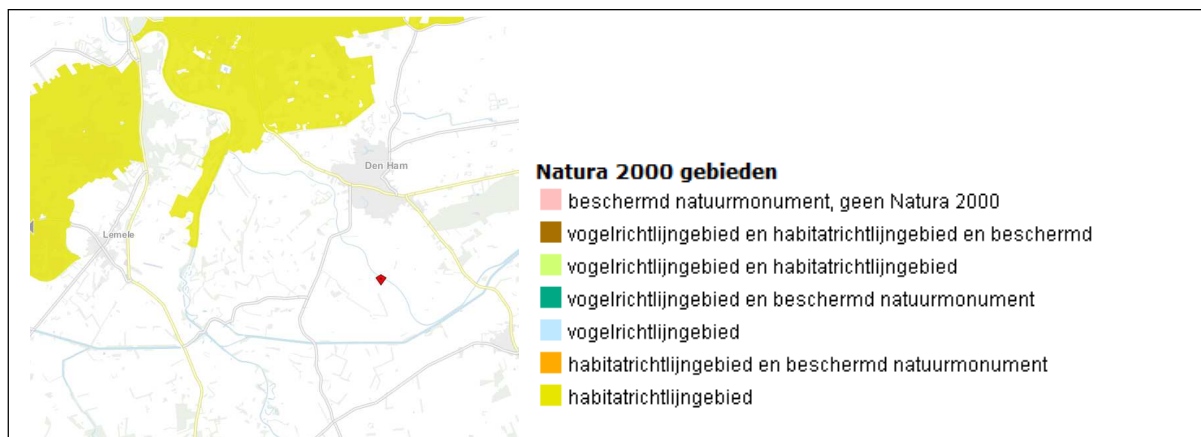 Den Ham
Lemele
Natura 2000 gebieden
beschermd natuurmonument, geen Natura 2000
vogelrichtlijngebied en habitatrichtlijngebied en beschermd
vogelrichtlijngebied en habitatrichtlijngebied
vogelrichtlijngebied en beschermd natuurmonument
vogelrichtlijngebied
habitatrichtlijngebied en beschermd natuurmonument
habitatrichtlijngebied